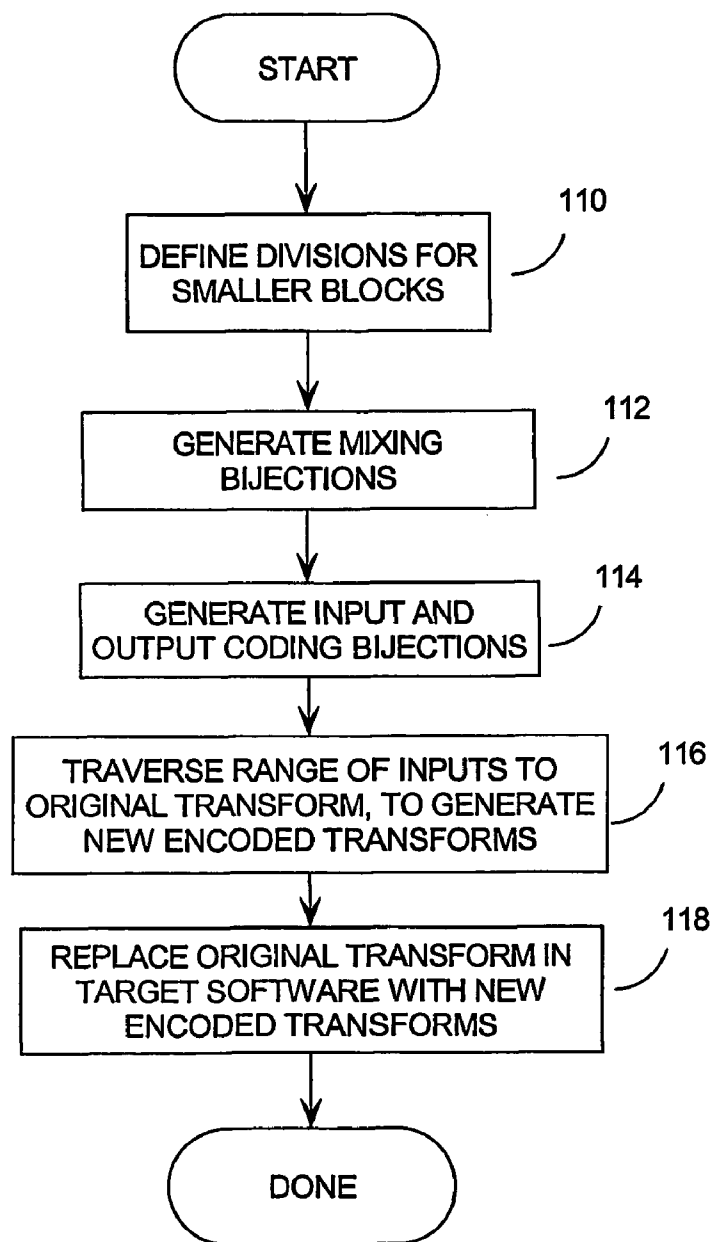 START
110
DEFINE DIVISIONS FOR
SMALLER BLOCKS
112
GENERATE MIXING
BIJECTIONS
114
GENERATE INPUT AND
OUTPUT CODING BIJECTIONS
116
TRAVERSE RANGE OF INPUTS TO
ORIGINAL TRANSFORM, TO GENERATE
NEW ENCODED TRANSFORMS
118
REPLACE ORIGINAL TRANSFORM IN
TARGET SOFTWARE WITH NEW
ENCODED TRANSFORMS
DONE